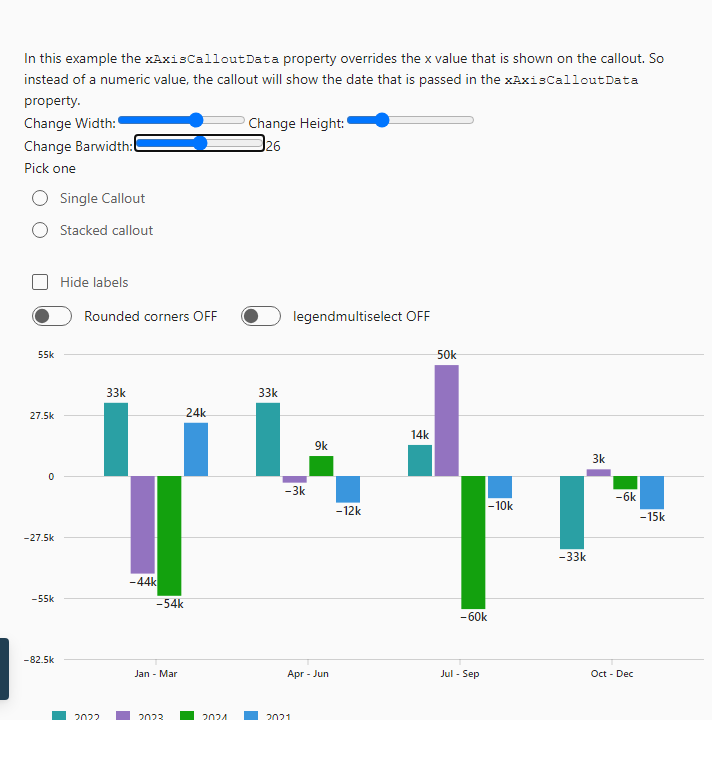 In this example the xAxisCalloutData property overrides the x value that is shown on the callout. So
instead of a numeric value, the callout will show the date that is passed in the xAxisCalloutData
property.
Change Width: Change Height:
Change Barwidth: 26
Pick one
Single Callout
Stacked callout
Hide labels
Rounded corners OFF legendmultiselect OFF
55k
27.5k
0
−27.5k
−55k
−82.5k
33k
−44k
−54k
24k
33k
−3k
9k
−12k
14k
50k
−60k
−10k
−33k
3k
−6k
−15k
Jan - Mar Apr - Jun Jul - Sep Oct - Dec
2022 2023 2024 2021